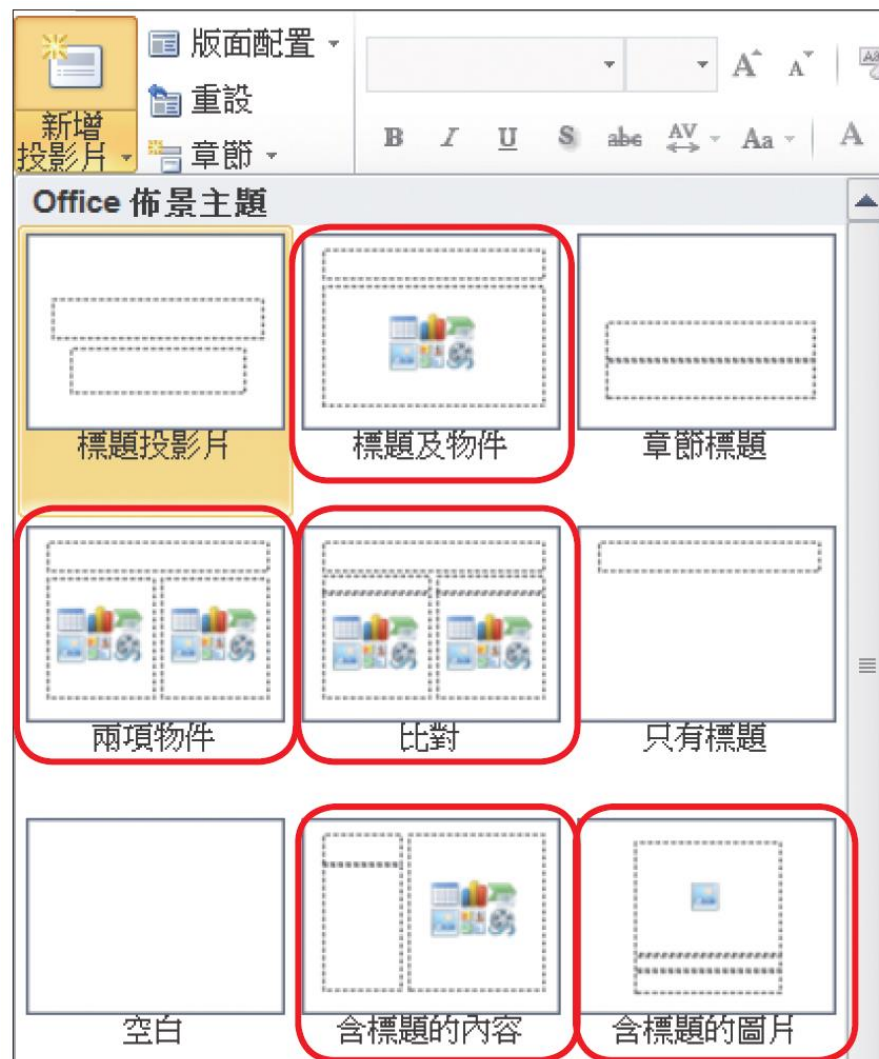 新增
投影片
版面配置
重設
章節
A A Aa
B I U S abc AV Aa A
Office 佈景主題
標題投影片 標題及物件 章節標題
兩項物件 比對 只有標題
空白 含標題的內容 含標題的圖片